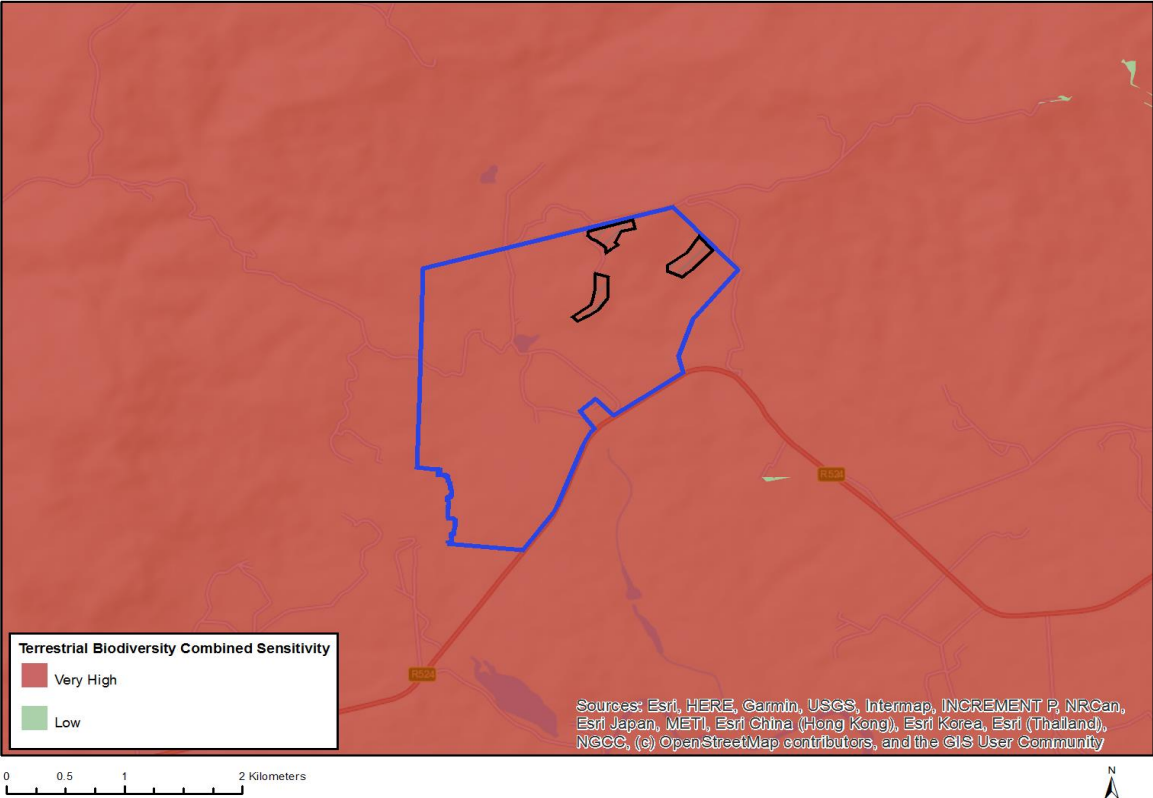 R524
R524
Terrestrial Biodiversity Combined Sensitivity
Very High
Low
Sources: Esri, HERE, Garmin, USGS, Intermap, INCREMENT P, NRCan,
Esri Japan, METI, Esri China (Hong Kong), Esri Korea, Esri (Thailand),
NGCC, (c) OpenStreetMap contributors, and the GIS User Community
0 0.5 1 2 Kilometers
N